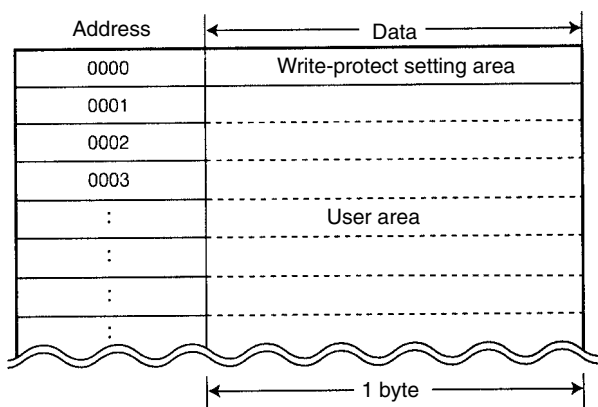 Address Data
0000 Write-protect setting area
0001
0002
0003
: User area
:
:
:
1 byte